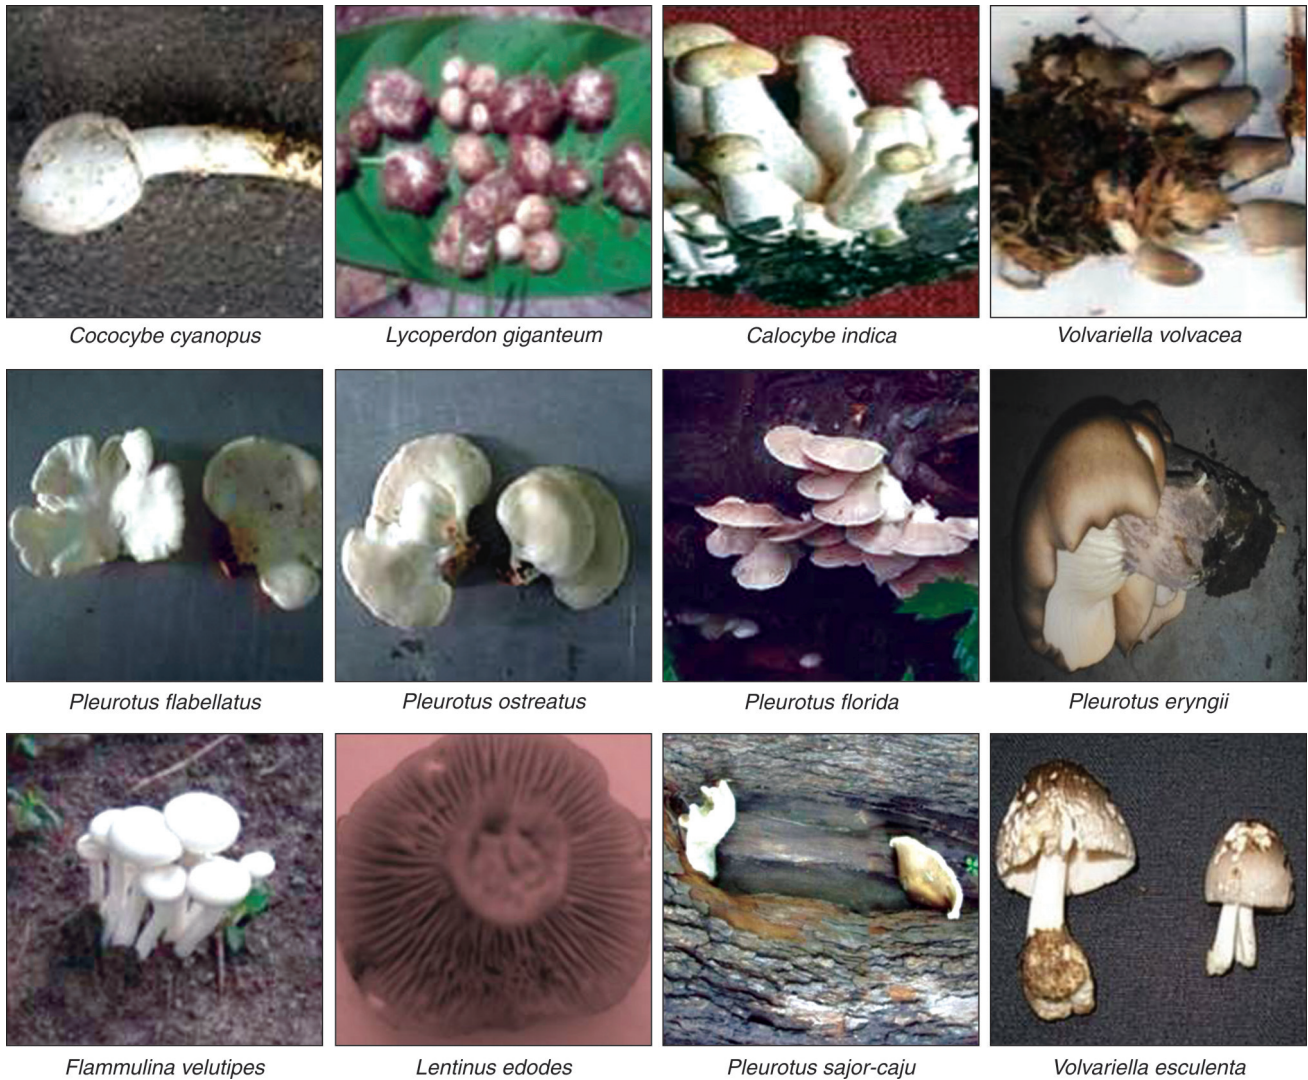 Cococybe cyanopus
Lycoperdon giganteum
Calocybe indica
Volvariella volvacea
Pleurotus flabellatus
Pleurotus ostreatus
Pleurotus florida
Pleurotus eryngii
Flammulina velutipes
Lentinus edodes
Pleurotus sajor-caju
Volvariella esculenta